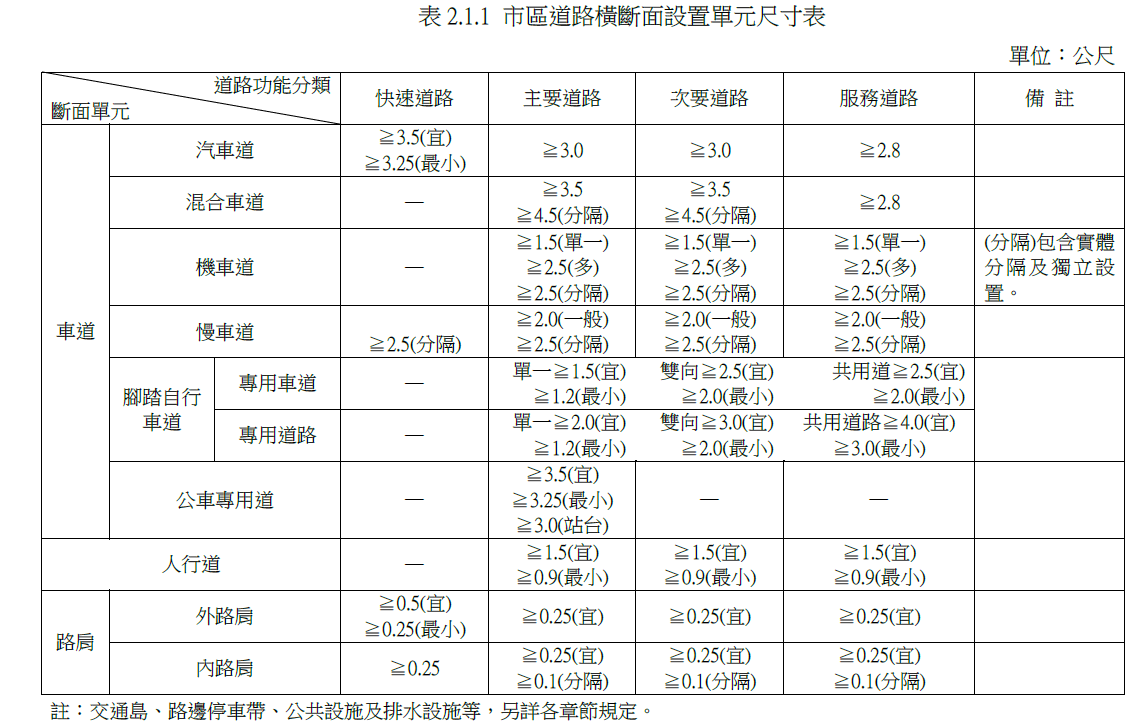 表 2.1.1 市區道路橫斷面設置單元尺寸表
單位：公尺
道路功能分類
斷面單元
快速道路
主要道路
次要道路
服務道路
備 註
車道
汽車道
≧3.5(宜)
≧3.25(最小)
≧3.0
≧3.0
≧2.8
混合車道
—
≧3.5
≧4.5(分隔)
≧3.5
≧4.5(分隔)
≧2.8
機車道
—
≧1.5(單一)
≧2.5(多)
≧2.5(分隔)
≧1.5(單一)
≧2.5(多)
≧2.5(分隔)
≧1.5(單一)
≧2.5(多)
≧2.5(分隔)
(分隔)包含實體
分隔及獨立設
置。
慢車道
≧2.5(分隔)
≧2.0(一般)
≧2.5(分隔)
≧2.0(一般)
≧2.5(分隔)
≧2.0(一般)
≧2.5(分隔)
腳踏自行
車道
專用車道
—
單一≧1.5(宜)
≧1.2(最小)
雙向≧2.5(宜)
≧2.0(最小)
共用道≧2.5(宜)
≧2.0(最小)
專用道路
—
單一≧2.0(宜)
≧1.2(最小)
雙向≧3.0(宜)
≧2.0(最小)
共用道路≧4.0(宜)
≧3.0(最小)
公車專用道
—
≧3.5(宜)
≧3.25(最小)
≧3.0(站台)
—
—
人行道
—
≧1.5(宜)
≧0.9(最小)
≧1.5(宜)
≧0.9(最小)
≧1.5(宜)
≧0.9(最小)
路肩
外路肩
≧0.5(宜)
≧0.25(最小)
≧0.25(宜)
≧0.25(宜)
≧0.25(宜)
內路肩
≧0.25
≧0.25(宜)
≧0.1(分隔)
≧0.25(宜)
≧0.1(分隔)
≧0.25(宜)
≧0.1(分隔)
註：交通島、路邊停車帶、公共設施及排水設施等，另詳各章節規定。